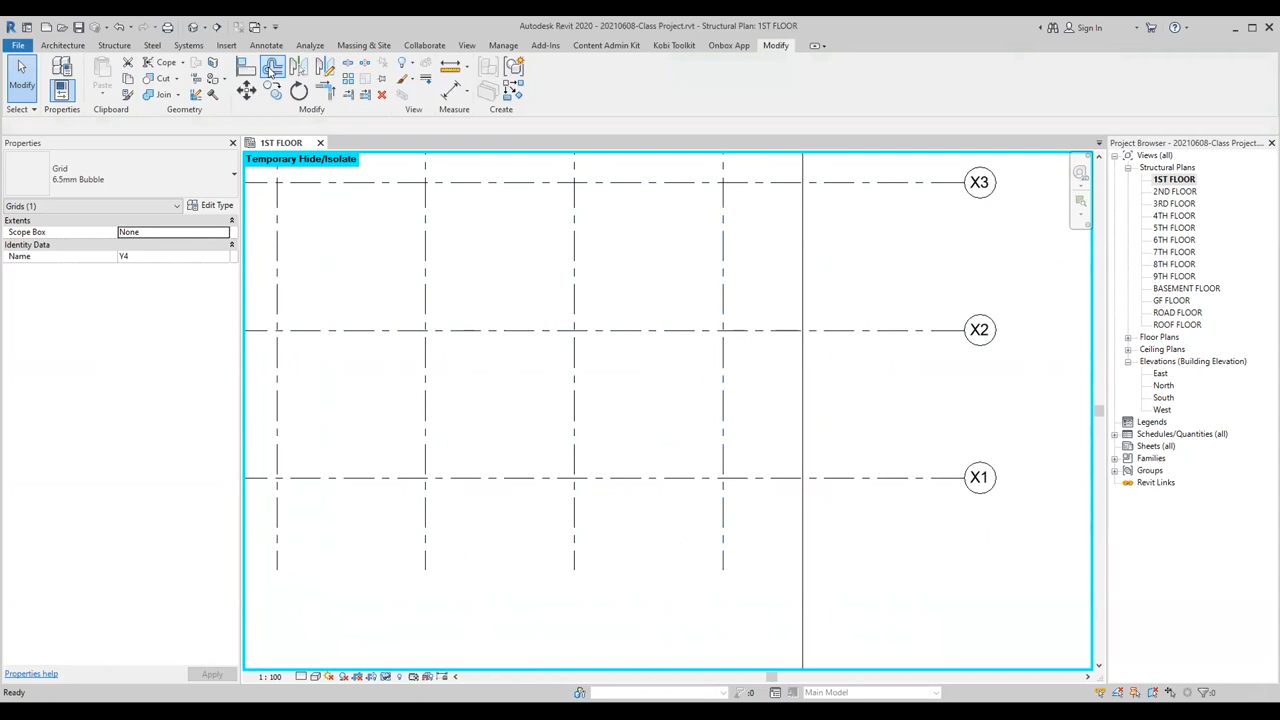 Autodesk Revit 2020 - 20210608-Class Project.rvt - Structural Plan: 1ST FLOOR
Sign In
File Architecture Structure Steel Systems Insert Annotate Analyze Massing & Site Collaborate View Manage Add-Ins Content Admin Kit Kobi Toolkit Onbox App Modify
Modify
Properties
Paste
Cope
Cut
Join
Select Properties Clipboard Geometry Modify View Measure Create
Properties
Grid
6.5mm Bubble
Grids (1)
Edit Type
Extents
Scope Box None
Identity Data
Name Y4
Properties help
Apply
1ST FLOOR
Temporary Hide/Isolate
X3
X2
X1
1 : 100
Project Browser - 20210608-Class Project.rvt
Views (all)
Structural Plans
1ST FLOOR
2ND FLOOR
3RD FLOOR
4TH FLOOR
5TH FLOOR
6TH FLOOR
7TH FLOOR
8TH FLOOR
9TH FLOOR
BASEMENT FLOOR
GF FLOOR
ROAD FLOOR
ROOF FLOOR
Floor Plans
Ceiling Plans
Elevations (Building Elevation)
East
North
South
West
Legends
Schedules/Quantities (all)
Sheets (all)
Families
Groups
Revit Links
Ready
:0
Main Model
:0